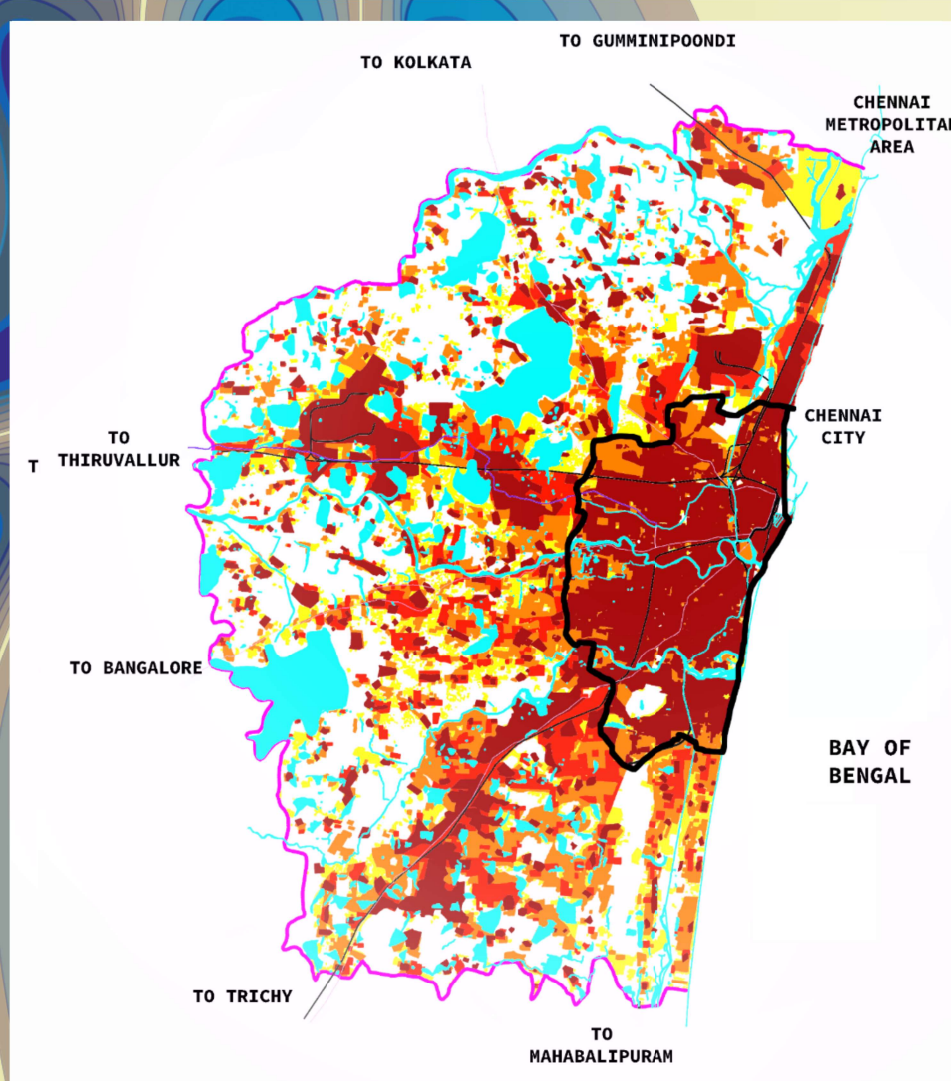 TO GUMMINIPOONDI
TO KOLKATA
CHENNAI
METROPOLITAN
AREA
CHENNAI
CITY
TO
THIRUVALLUR
T
TO BANGALORE
BAY OF
BENGAL
TO TRICHY
TO
MAHABALIPURAM